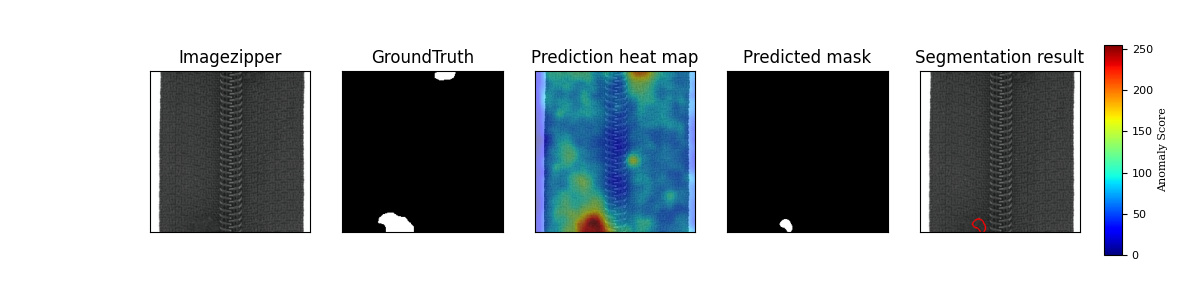 Imagezipper
GroundTruth
Prediction heat map
Predicted mask
Segmentation result
250
200
150
100
50
0
Anomaly Score